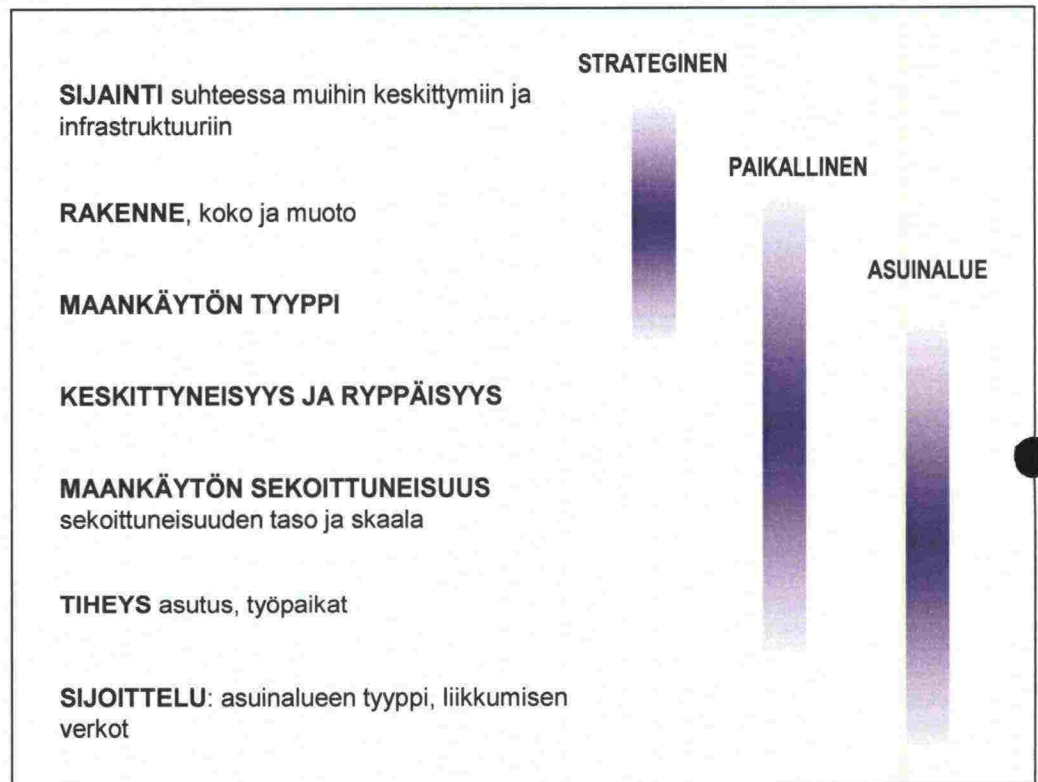 STRATEGINEN
SIJAINTI suhteessa muihin keskittymiin ja
infrastruktuuriin
PAIKALLINEN
RAKENNE, koko ja muoto
ASUINALUE
MAANKÄYTÖN TYYPPI
KESKITTYNEISYYS JA RYPPÄISYYS
MAANKÄYTÖN SEKOITTUNEISUUS
sekoittuneisuuden taso ja skaala
TIHEYS asutus, työpaikat
SIJOITTELU: asuinalueen tyyppi, liikkumisen
verkot